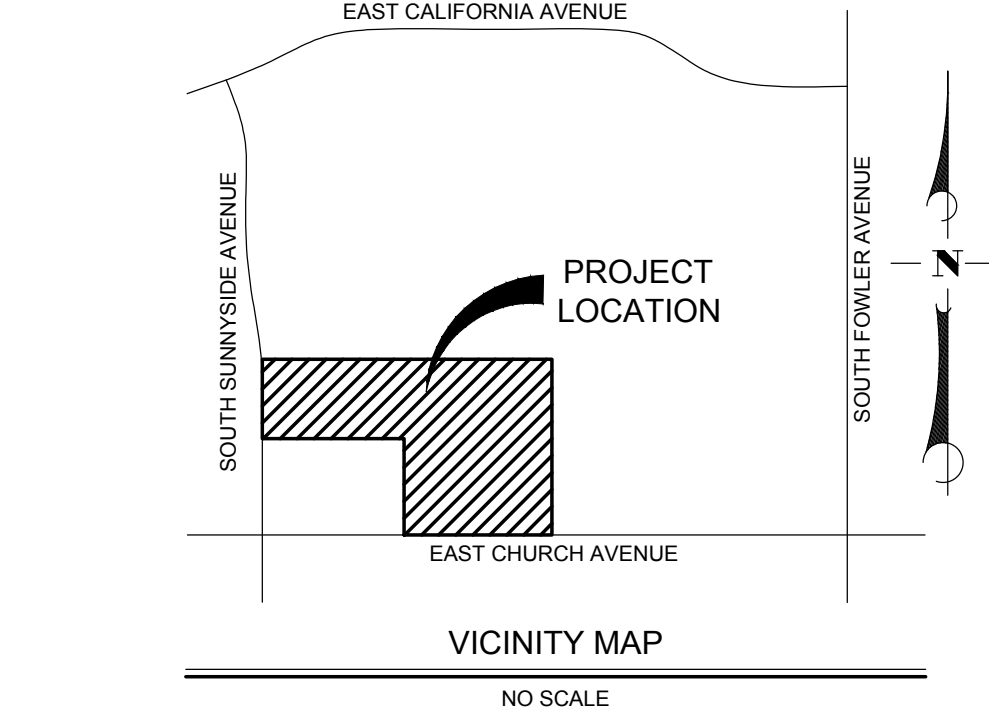 EAST CALIFORNIA AVENUE
SOUTH SUNNYSIDE AVENUE
PROJECT
LOCATION
SOUTH FOWLER AVENUE
N
EAST CHURCH AVENUE
VICINITY MAP
NO SCALE